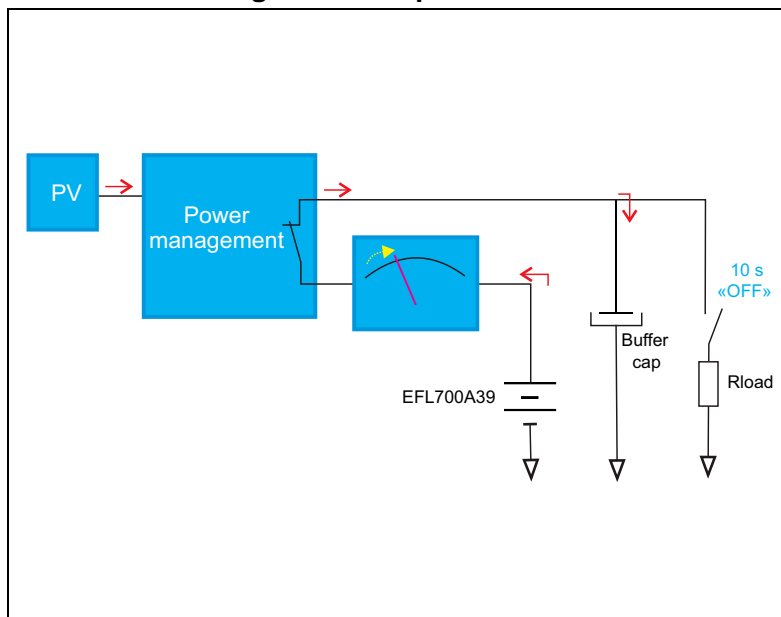 PV
Power
management
10 s
«OFF»
Buffer
cap
Rload
EFL700A39